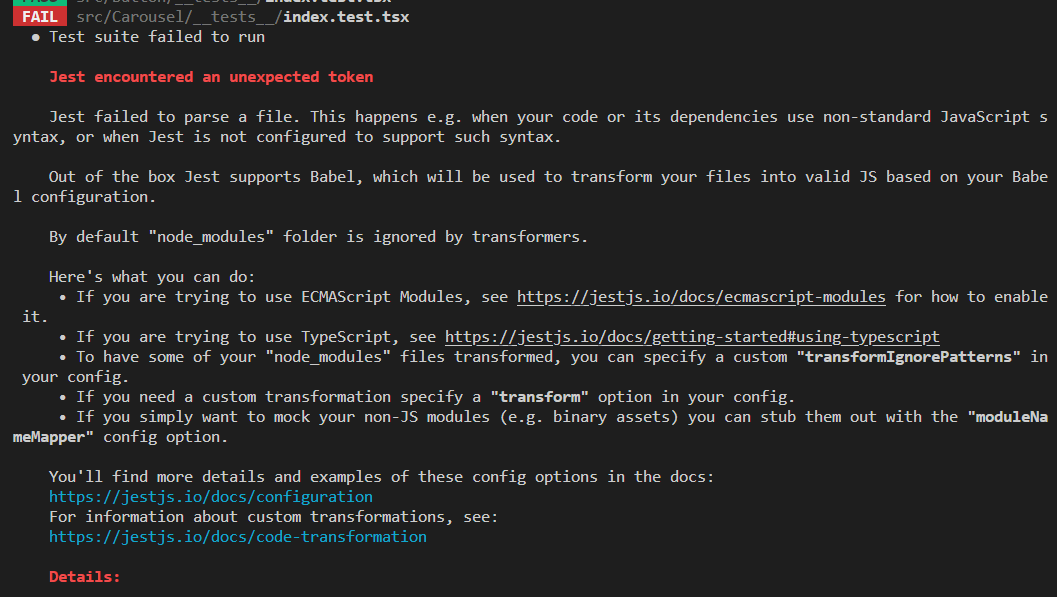 PASS src/Button/__tests__/index.test.tsx
FAIL src/Carousel/__tests__/index.test.tsx
● Test suite failed to run
Jest encountered an unexpected token
Jest failed to parse a file. This happens e.g. when your code or its dependencies use non-standard JavaScript s
yntax, or when Jest is not configured to support such syntax.
Out of the box Jest supports Babel, which will be used to transform your files into valid JS based on your Babe
l configuration.
By default "node_modules" folder is ignored by transformers.
Here's what you can do:
• If you are trying to use ECMAScript Modules, see https://jestjs.io/docs/ecmascript-modules for how to enable
it.
• If you are trying to use TypeScript, see https://jestjs.io/docs/getting-started#using-typescript
• To have some of your "node_modules" files transformed, you can specify a custom "transformIgnorePatterns" in
your config.
• If you need a custom transformation specify a "transform" option in your config.
• If you simply want to mock your non-JS modules (e.g. binary assets) you can stub them out with the "moduleNa
meMapper" config option.
You'll find more details and examples of these config options in the docs:
https://jestjs.io/docs/configuration
For information about custom transformations, see:
https://jestjs.io/docs/code-transformation
Details: